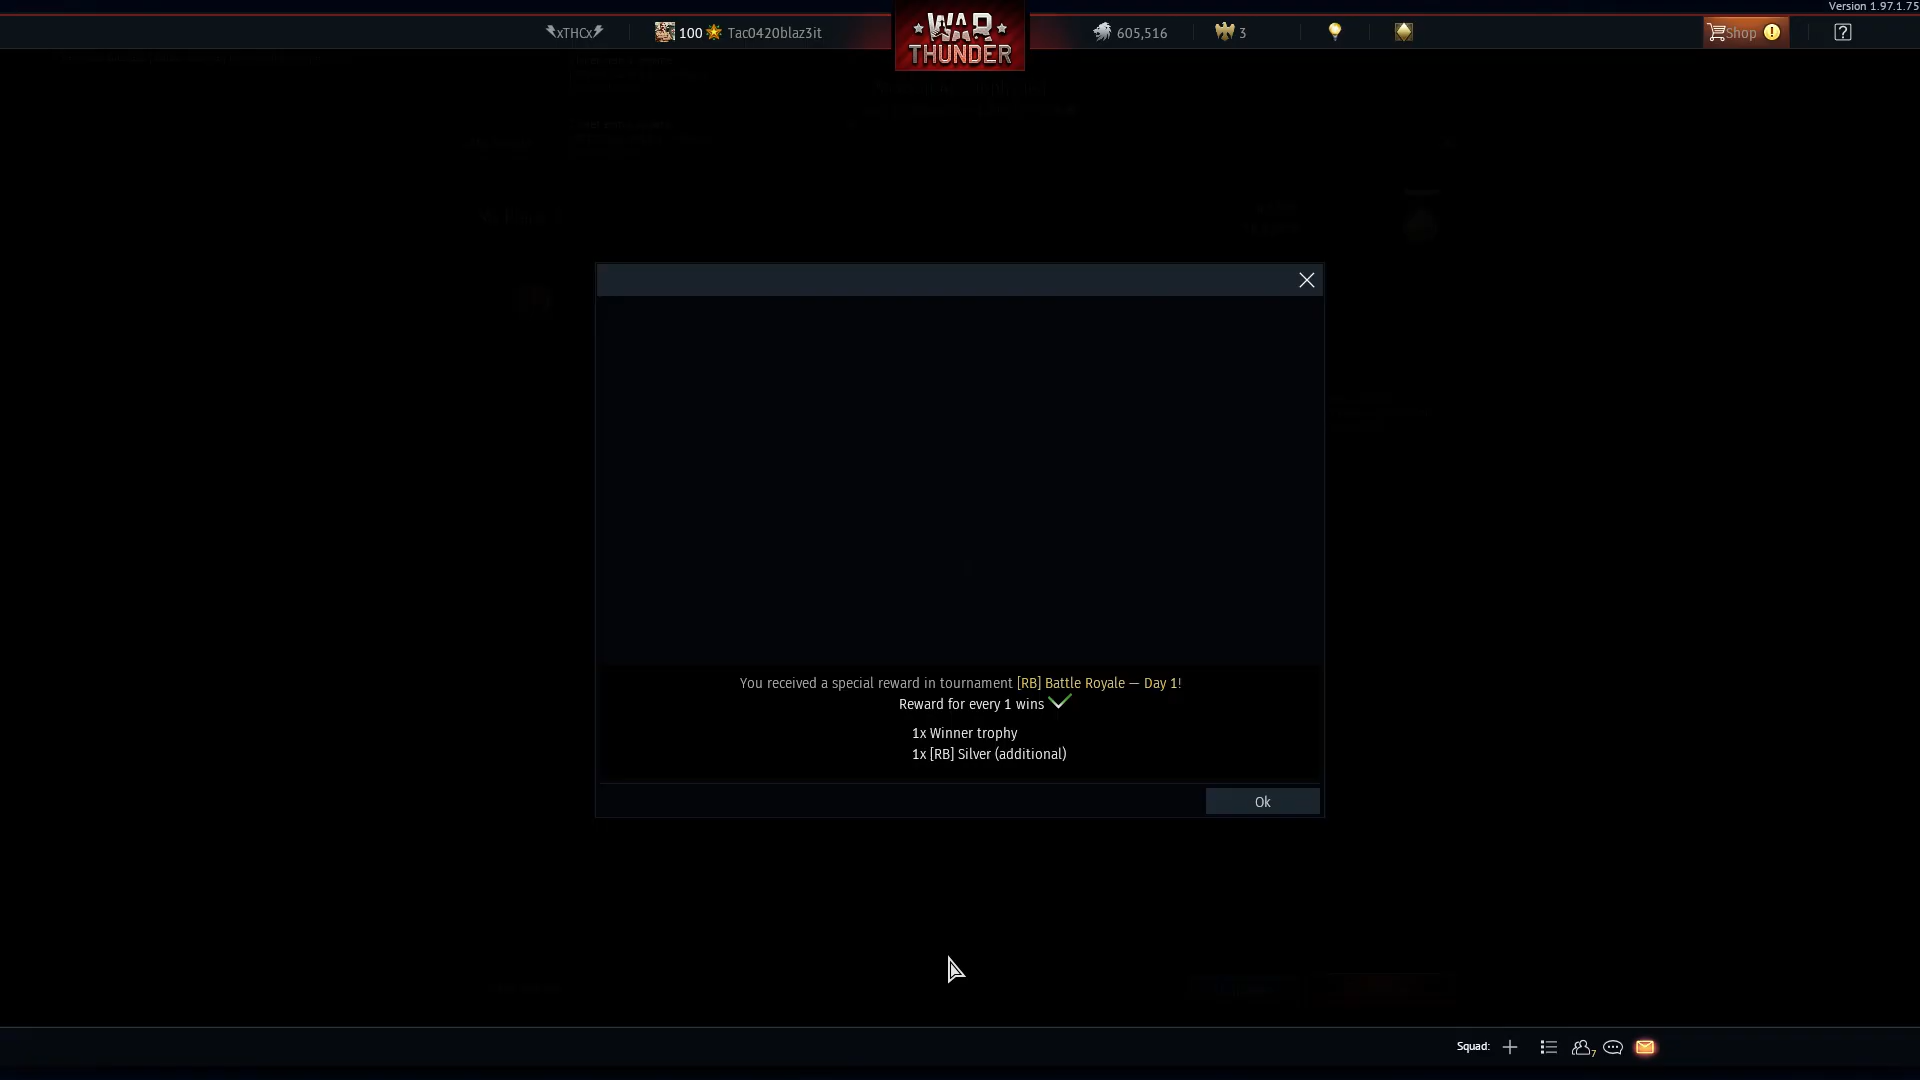 Version 1.97.1.75
xTHCx
100 Tac0420blaz3it
WAR THUNDER
605,516
3
Shop
You received a special reward in tournament [RB] Battle Royale — Day 1!
Reward for every 1 wins
1x Winner trophy
1x [RB] Silver (additional)
Ok
Squad:
7